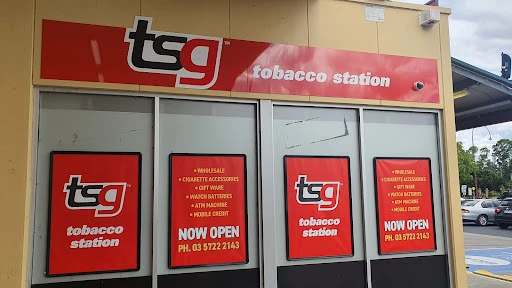 tsg TM
tobacco station
tsg
tobacco
station
• WHOLESALE
• CIGARETTE ACCESSORIES
• GIFT WARE
• WATCH BATTERIES
• ATM MACHINE
• MOBILE CREDIT
NOW OPEN
PH. 03 5722 2143
tsg
tobacco
station
• WHOLESALE
• CIGARETTE ACCESSORIES
• GIFT WARE
• WATCH BATTERIES
• ATM MACHINE
• MOBILE CREDIT
NOW OPEN
PH. 03 5722 2143